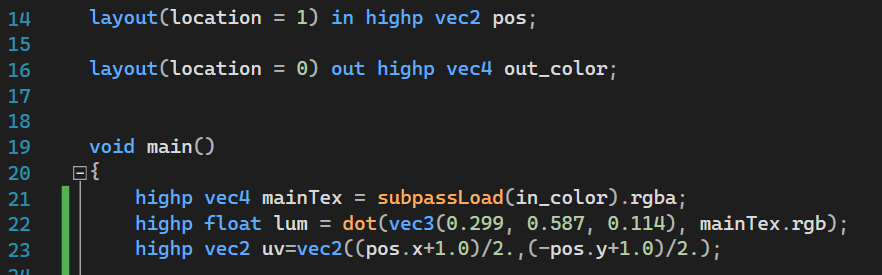 14 layout(location = 1) in highp vec2 pos;
15
16 layout(location = 0) out highp vec4 out_color;
17
18
19 void main()
20 {
21 highp vec4 mainTex = subpassLoad(in_color).rgba;
22 highp float lum = dot(vec3(0.299, 0.587, 0.114), mainTex.rgb);
23 highp vec2 uv=vec2((pos.x+1.0)/2.,(-pos.y+1.0)/2.);